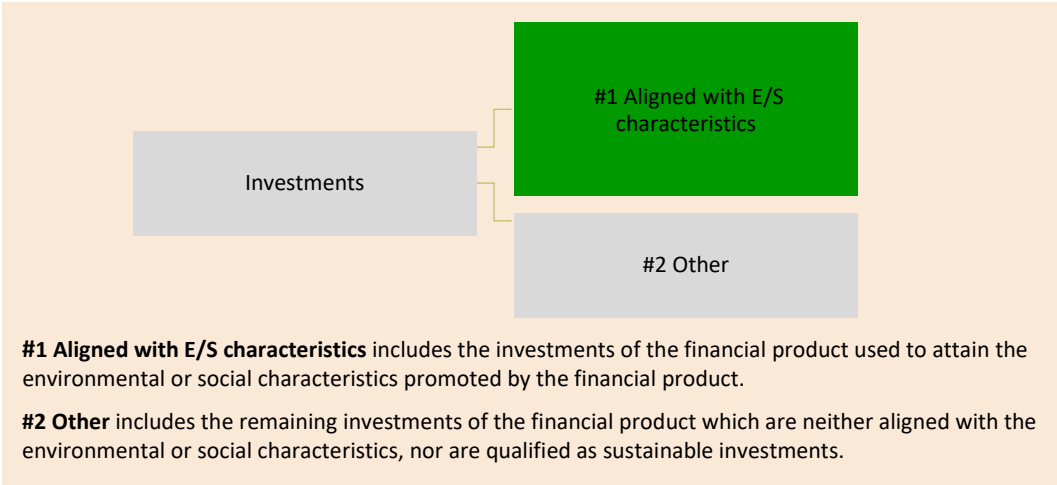 #1 Aligned with E/S
characteristics
Investments
#2 Other
#1 Aligned with E/S characteristics includes the investments of the financial product used to attain the
environmental or social characteristics promoted by the financial product.
#2 Other includes the remaining investments of the financial product which are neither aligned with the
environmental or social characteristics, nor are qualified as sustainable investments.